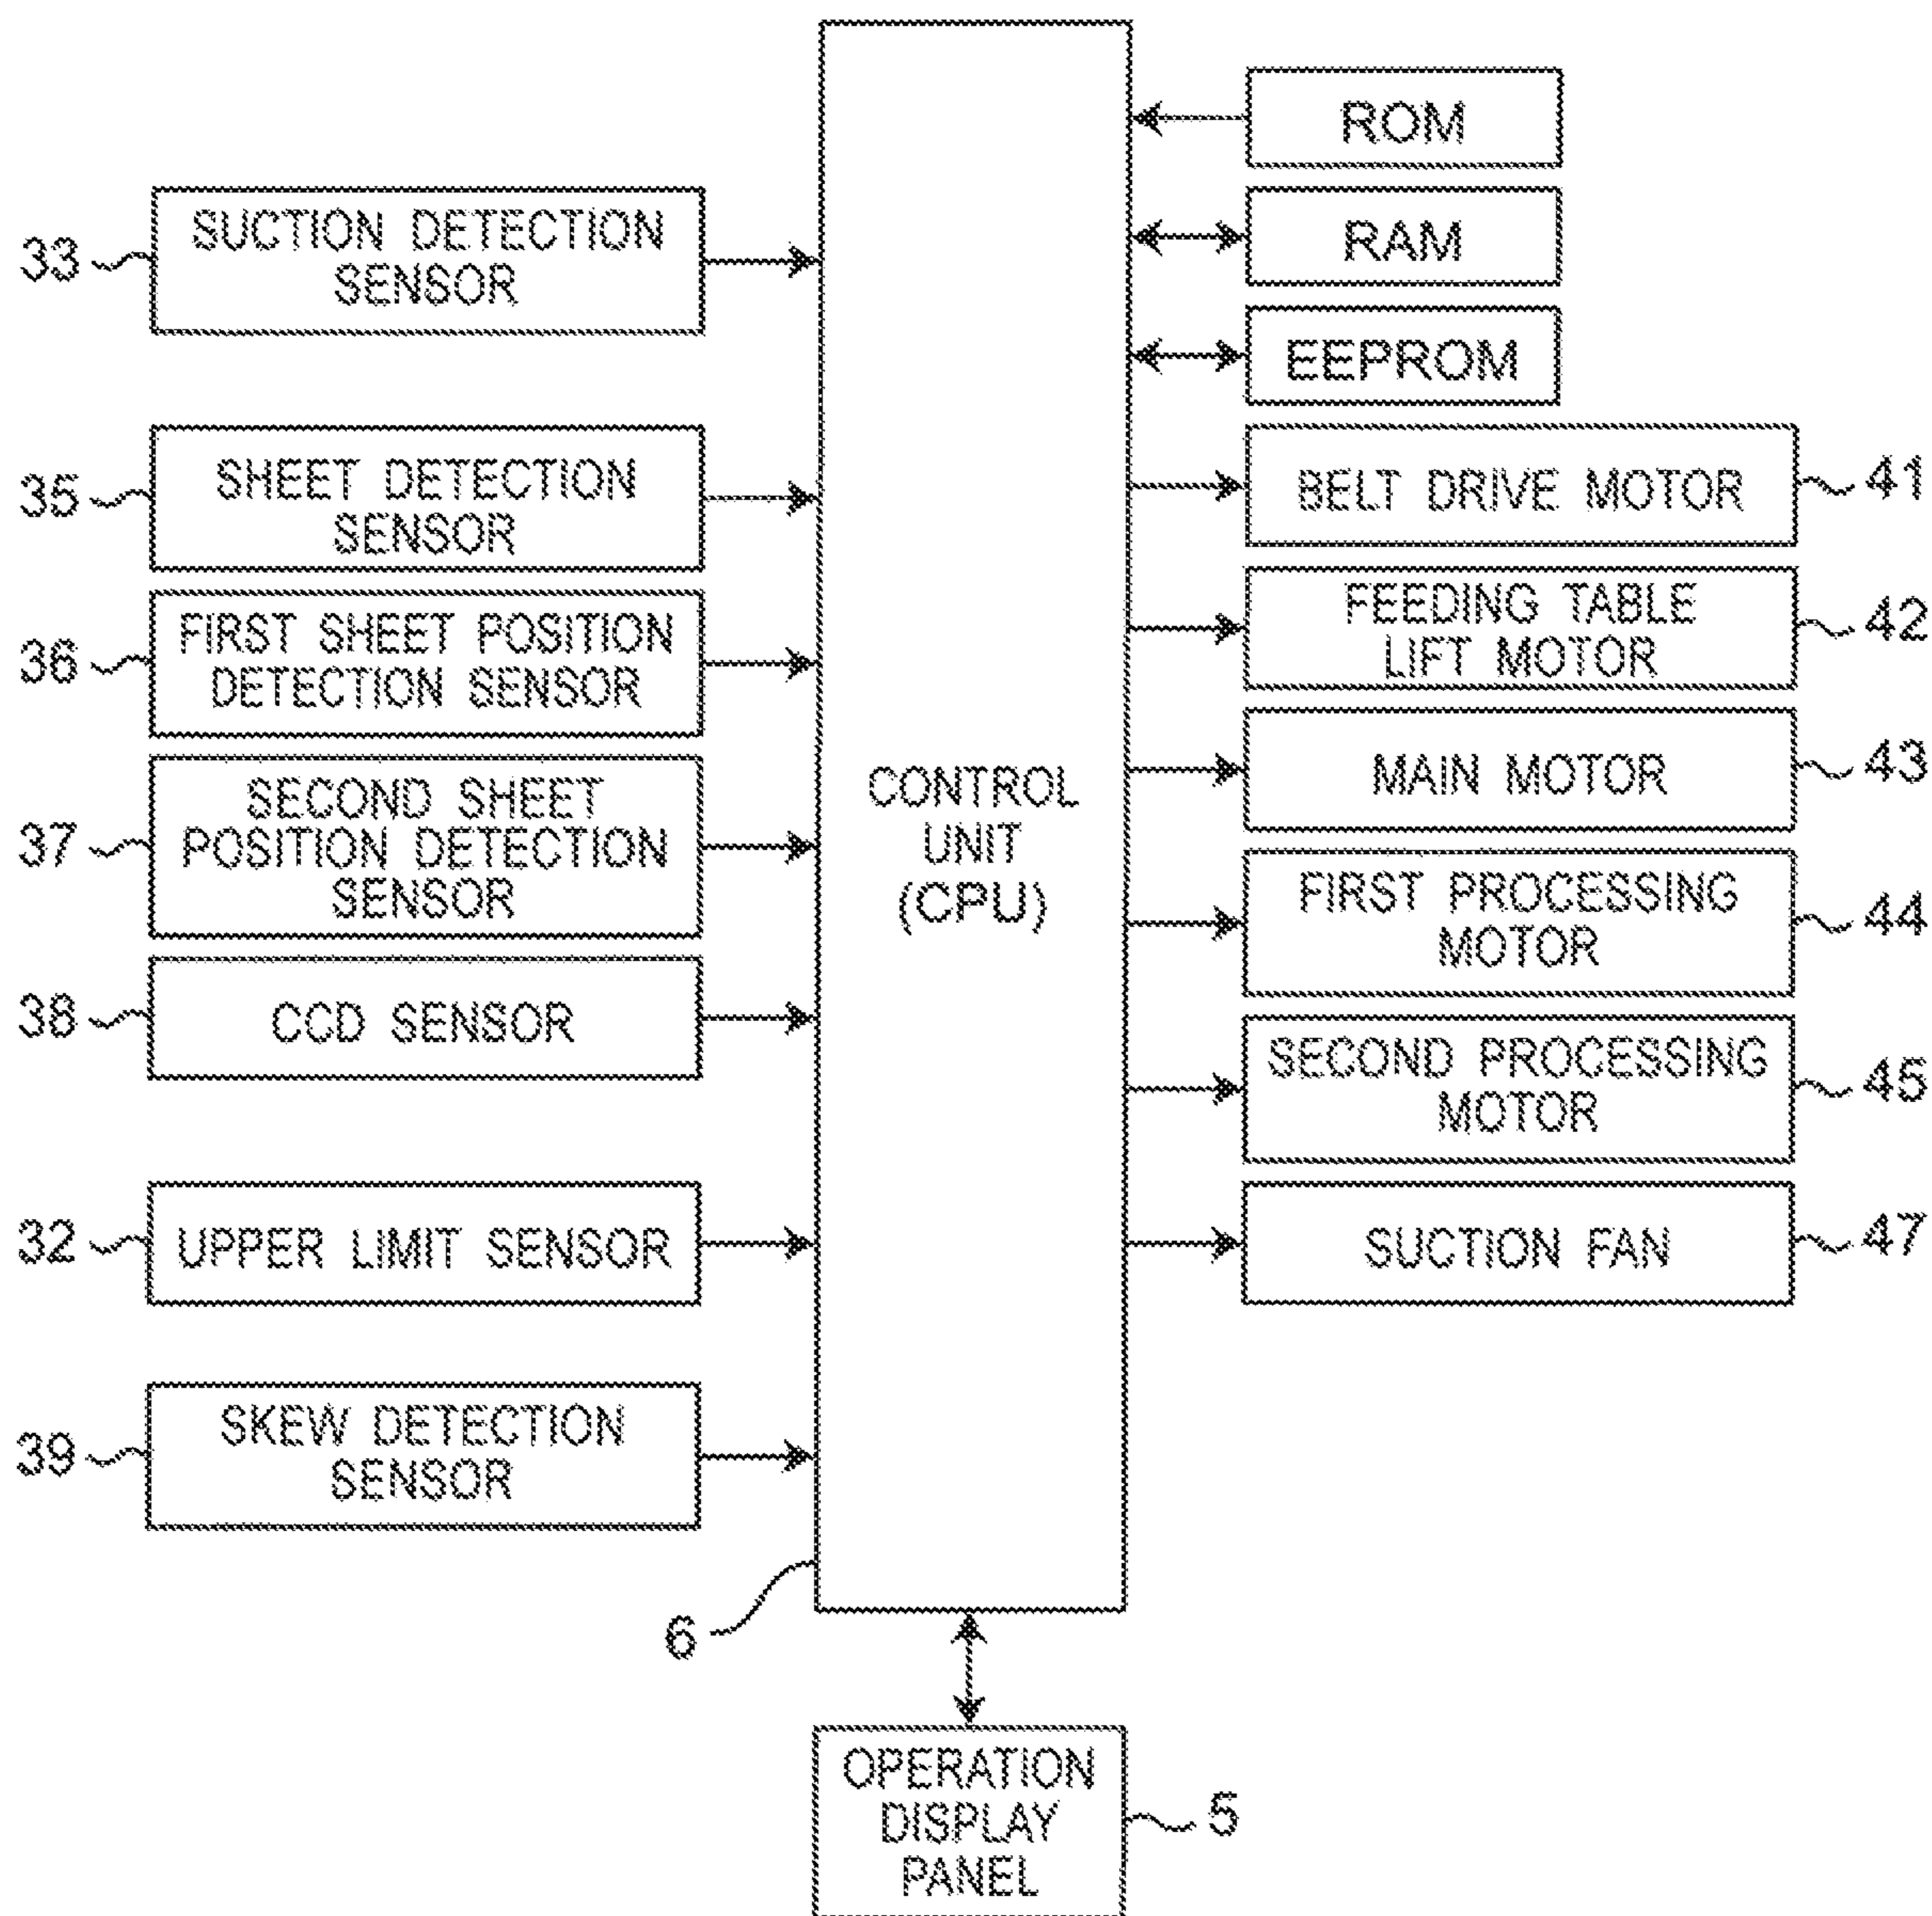 33
SUCTION DETECTION
SENSOR
35
SHEET DETECTION
SENSOR
36
FIRST SHEET POSITION
DETECTION SENSOR
37
SECOND SHEET
POSITION DETECTION
SENSOR
38
CCD SENSOR
32
UPPER LIMIT SENSOR
39
SKEW DETECTION
SENSOR
CONTROL
UNIT
(CPU)
6
ROM
RAM
EEPROM
BELT DRIVE MOTOR
41
FEEDING TABLE
LIFT MOTOR
42
MAIN MOTOR
43
FIRST PROCESSING
MOTOR
44
SECOND PROCESSING
MOTOR
45
SUCTION FAN
47
OPERATION
DISPLAY
PANEL
5